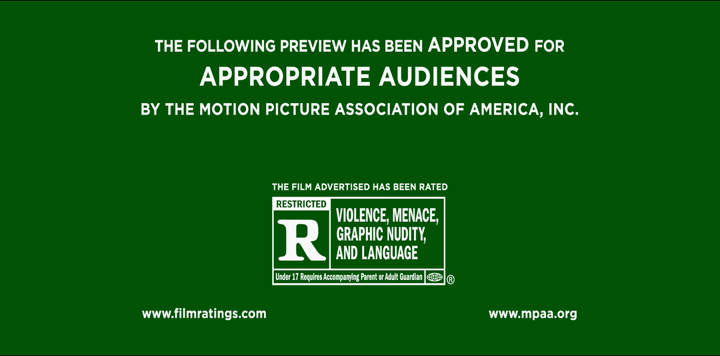 THE FOLLOWING PREVIEW HAS BEEN APPROVED FOR
APPROPRIATE AUDIENCES
BY THE MOTION PICTURE ASSOCIATION OF AMERICA, INC.
THE FILM ADVERTISED HAS BEEN RATED
RESTRICTED
R
VIOLENCE, MENACE,
GRAPHIC NUDITY,
AND LANGUAGE
Under 17 Requires Accompanying Parent or Adult Guardian
®
www.filmratings.com
www.mpaa.org